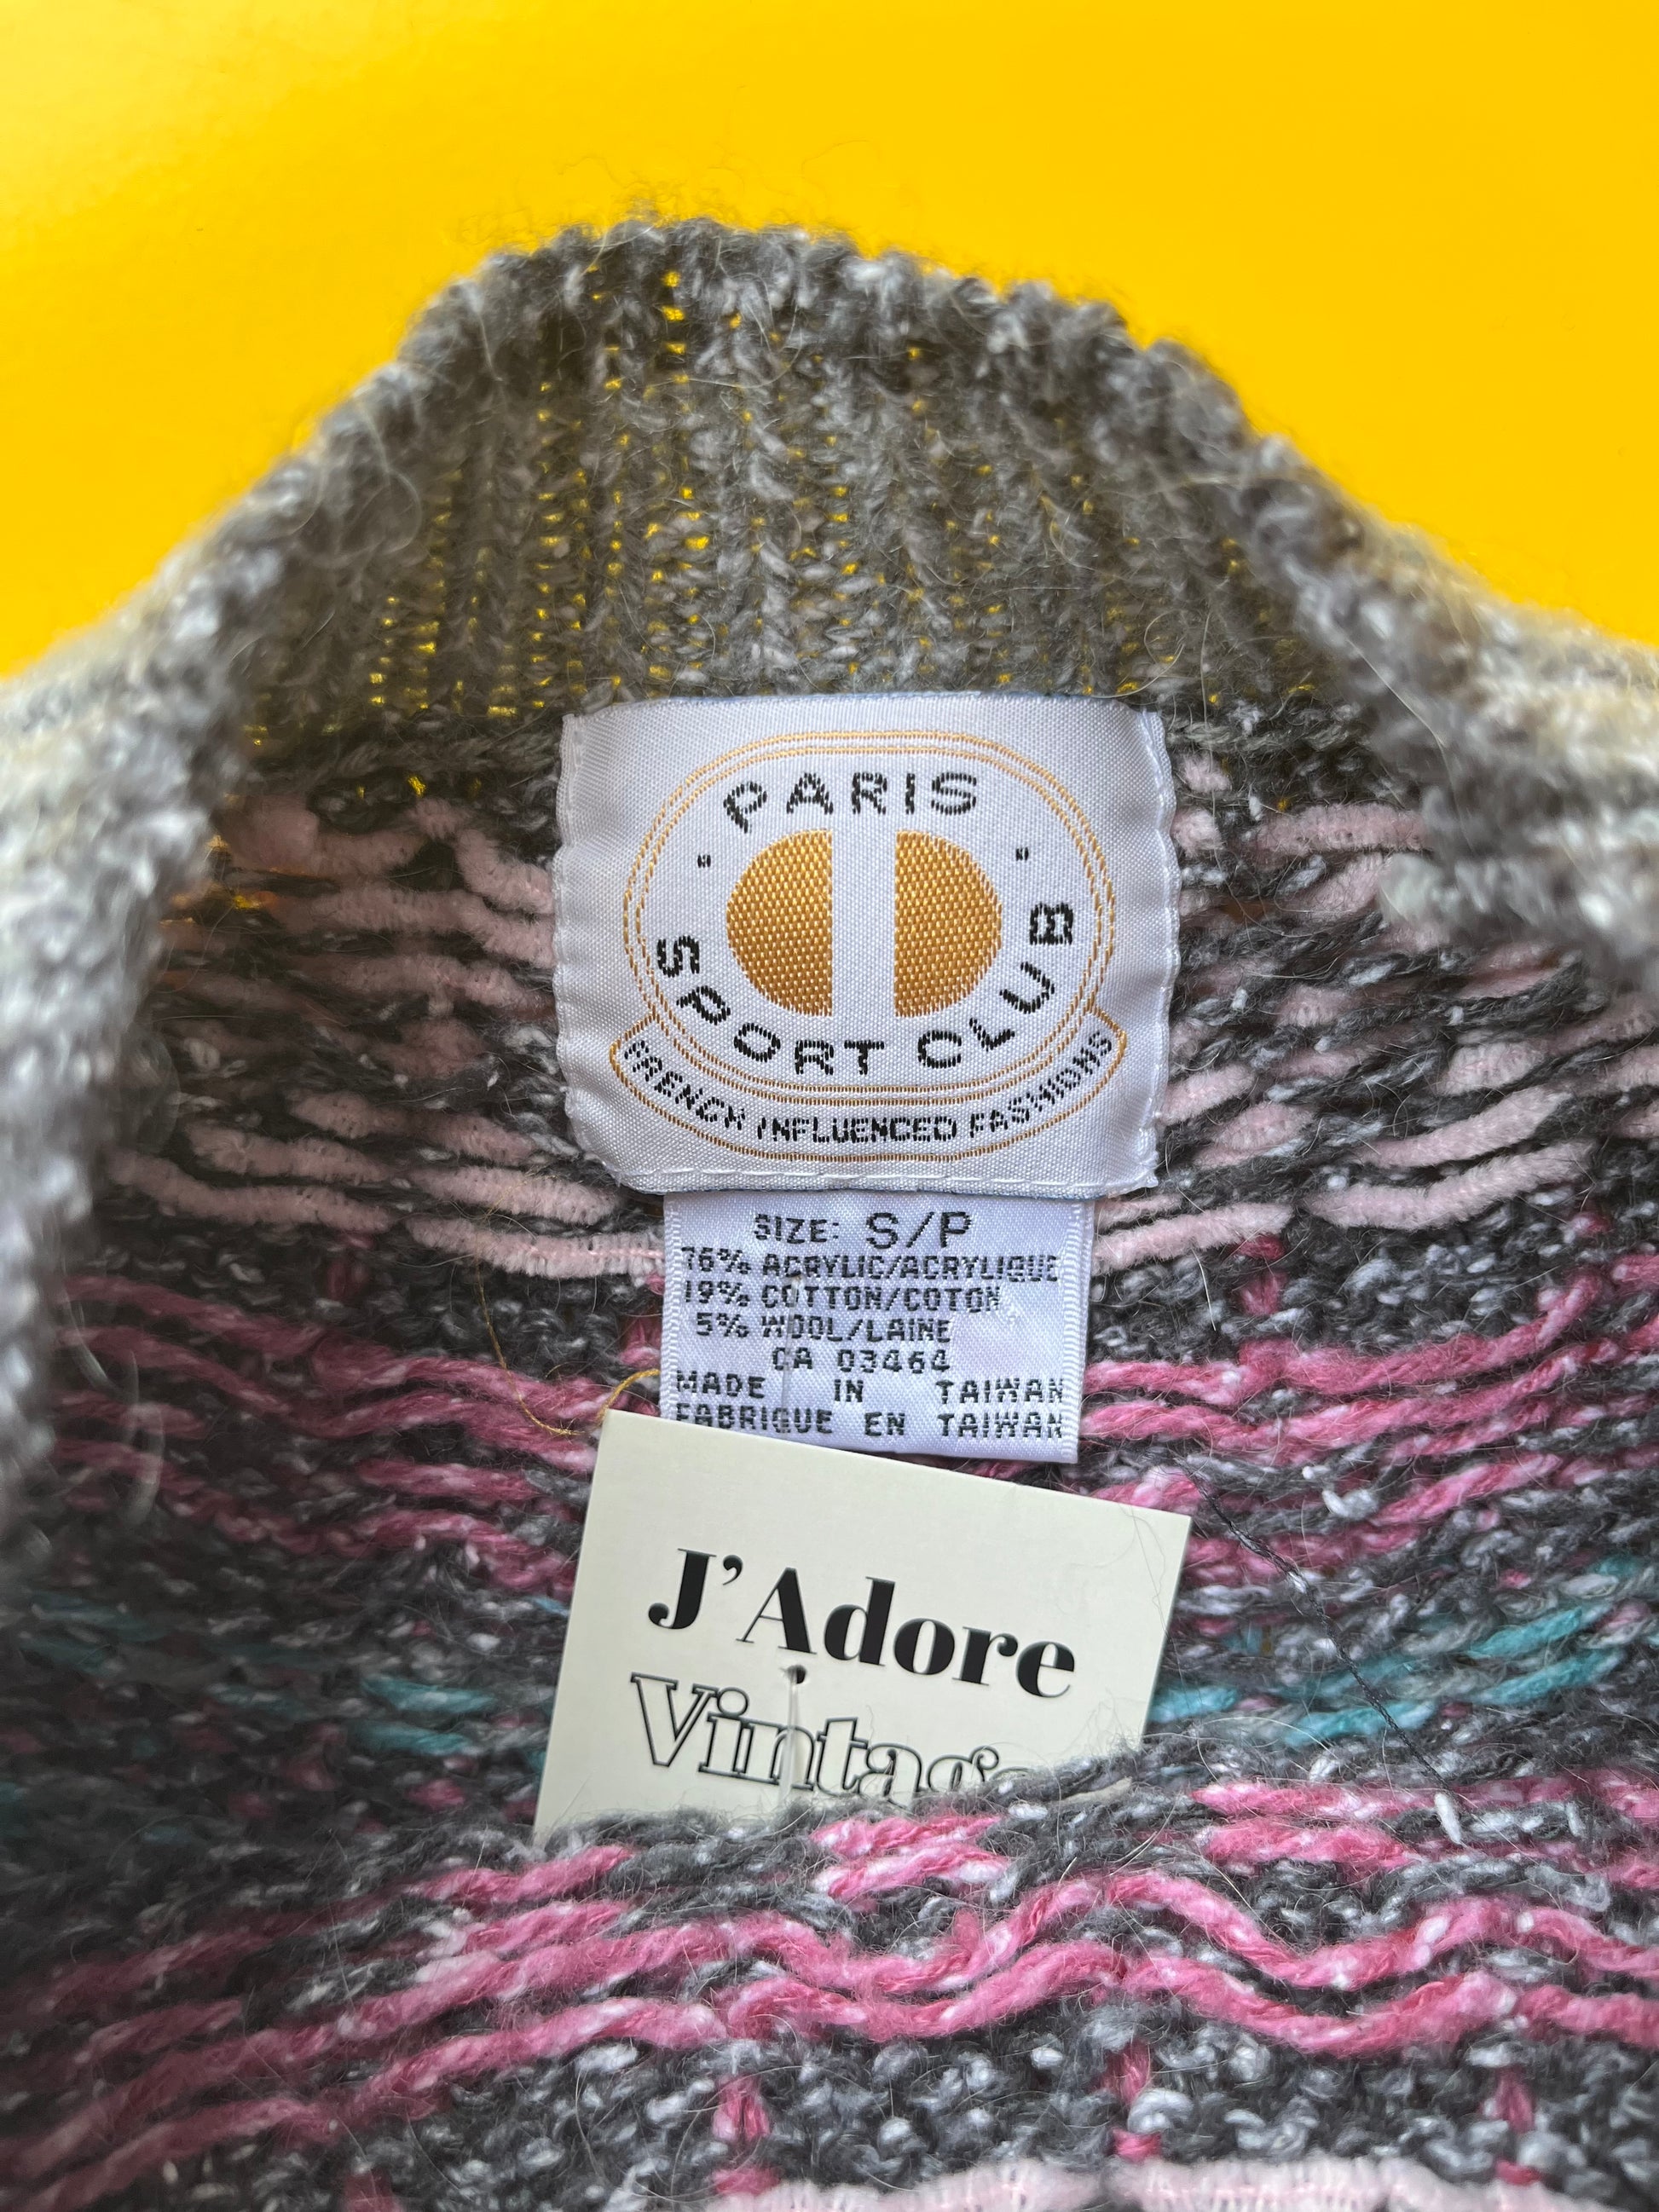 PARIS
SPORT CLUB
FRENCH INFLUENCED FASHIONS
SIZE: S/P
76% ACRYLIC/ACRYLIQUE
19% COTTON/COTON
5% WOOL/LAINE
CA 03464
MADE IN TAIWAN
FABRIQUE EN TAIWAN
J'Adore
Vintage